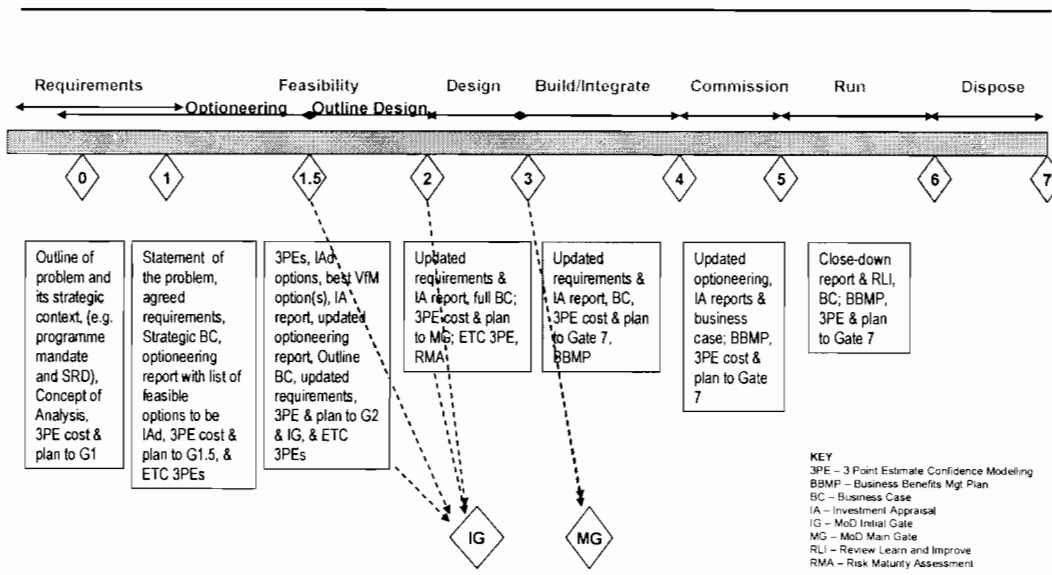 Requirements
Feasibility
Design
Build/Integrate
Commission
Run
Dispose
Optioneering
Outline Design
0
1
1.5
2
3
4
5
6
7
Outline of
problem and
its strategic
context, (e.g.
programme
mandate
and SRD),
Concept of
Analysis,
3PE cost &
plan to G1
Statement of
the problem,
agreed
requirements,
Strategic BC,
optioneering
report with list of
feasible
options to be
IAd, 3PE cost &
plan to G1.5, &
ETC 3PEs
3PEs, IAd
options, best VfM
option(s), IA
report, updated
optioneering
report, Outline
BC, updated
requirements,
3PE & plan to G2
& IG, & ETC
3PEs
Updated
requirements &
IA report, full BC;
3PE cost & plan
to MG; ETC 3PE,
RMA
Updated
requirements &
IA report, BC,
3PE cost & plan
to Gate 7,
BBMP
Updated
optioneering,
IA reports &
business
case; BBMP,
3PE cost &
plan to Gate
7
Close-down
report & RLI,
BC; BBMP,
3PE & plan
to Gate 7
IG
MG
KEY
3PE – 3 Point Estimate Confidence Modelling
BBMP – Business Benefits Mgt Plan
BC – Business Case
IA – Investment Appraisal
IG – MoD Initial Gate
MG – MoD Main Gate
RLI – Review Learn and Improve
RMA – Risk Maturity Assessment